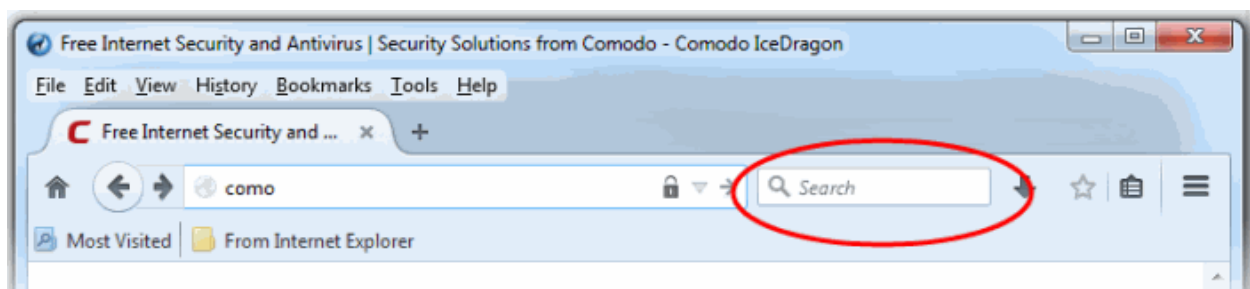 Free Internet Security and Antivirus | Security Solutions from Comodo - Comodo IceDragon
File Edit View History Bookmarks Tools Help
Free Internet Security and ...
como Search
Most Visited From Internet Explorer